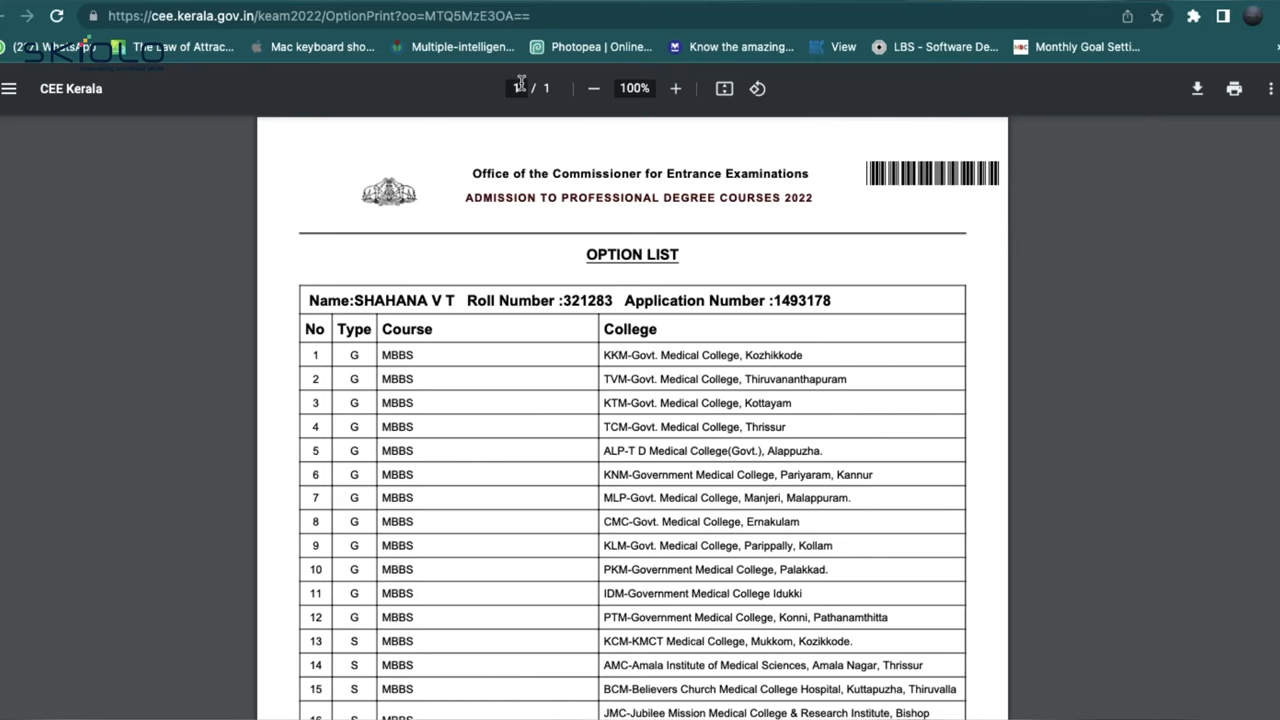 https://cee.kerala.gov.in/keam2022/OptionPrint?oo=MTQ5MzE3OA==
WhatsApp The Law of Attrac... Mac keyboard sho... Multiple-intelligen... Photopea | Online... Know the amazing... View LBS - Software De... Monthly Goal Setti...
SKIOLO
CEE Kerala 1 / 1 100%
Office of the Commissioner for Entrance Examinations
ADMISSION TO PROFESSIONAL DEGREE COURSES 2022
OPTION LIST
Name:SHAHANA V T Roll Number :321283 Application Number :1493178
No Type Course College
1 G MBBS KKM-Govt. Medical College, Kozhikkode
2 G MBBS TVM-Govt. Medical College, Thiruvananthapuram
3 G MBBS KTM-Govt. Medical College, Kottayam
4 G MBBS TCM-Govt. Medical College, Thrissur
5 G MBBS ALP-T D Medical College(Govt.), Alappuzha.
6 G MBBS KNM-Government Medical College, Pariyaram, Kannur
7 G MBBS MLP-Govt. Medical College, Manjeri, Malappuram.
8 G MBBS CMC-Govt. Medical College, Ernakulam
9 G MBBS KLM-Govt. Medical College, Parippally, Kollam
10 G MBBS PKM-Government Medical College, Palakkad.
11 G MBBS IDM-Government Medical College Idukki
12 G MBBS PTM-Government Medical College, Konni, Pathanamthitta
13 S MBBS KCM-KMCT Medical College, Mukkom, Kozikkode.
14 S MBBS AMC-Amala Institute of Medical Sciences, Amala Nagar, Thrissur
15 S MBBS BCM-Believers Church Medical College Hospital, Kuttapuzha, Thiruvalla
16 S MBBS JMC-Jubilee Mission Medical College & Research Institute, Bishop